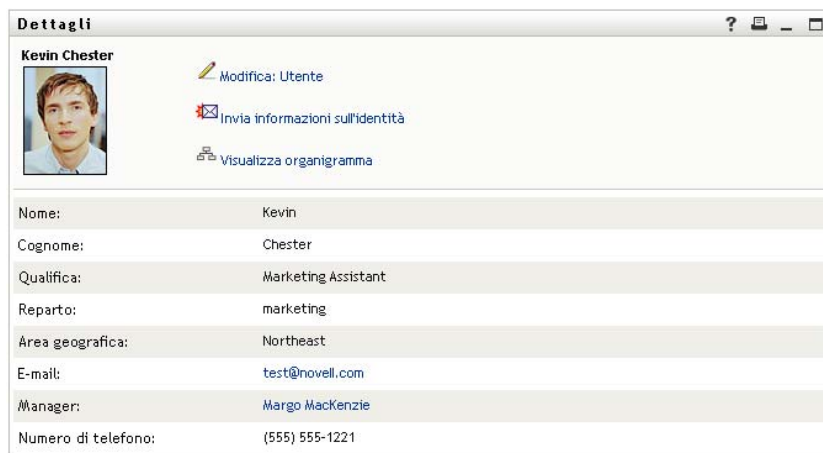 Dettagli ?
Kevin Chester
Modifica: Utente
Invia informazioni sull'identità
Visualizza organigramma
Nome: Kevin
Cognome: Chester
Qualifica: Marketing Assistant
Reparto: marketing
Area geografica: Northeast
E-mail: test@novell.com
Manager: Margo MacKenzie
Numero di telefono: (555) 555-1221